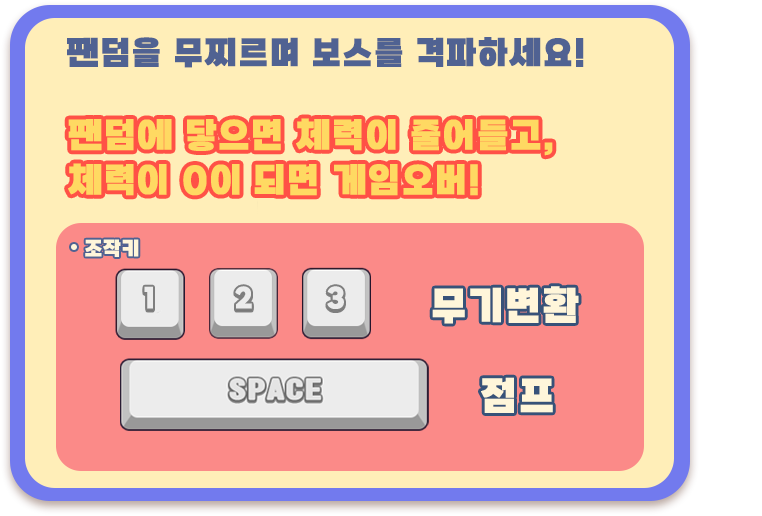 팬덤을 무찌르며 보스를 격파하세요!
팬덤에 닿으면 체력이 줄어들고,
체력이 0이 되면 게임오버!
• 조작키
1 2 3 무기변환
SPACE 점프